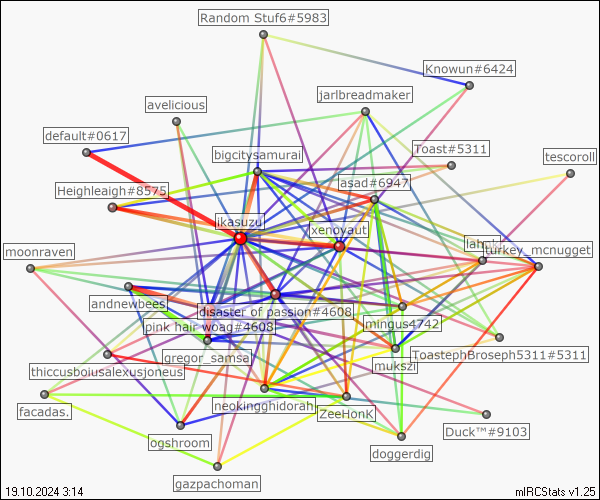 Random Stuf6#5983
Knowun#6424
jarlbreadmaker
avelicious
default#0617
bigcitysamurai
Toast#5311
tescoroll
Heighleaigh#8575
asad#6947
ikasuzu
xenoyaut
moonraven
turkey_mcnugget
andnewbees
disaster of passion#4608
pink hair woag#4608
mingus4742
gregor_samsa
ToastephBroseph5311#5311
thiccusboiusalexusjoneus
mukszi
facadas.
neokingghidorah
ZeeHonk
ogshroom
Duck™#9103
doggerdig
gazpachoman
19.10.2024 3:14
mIRCStats v1.25